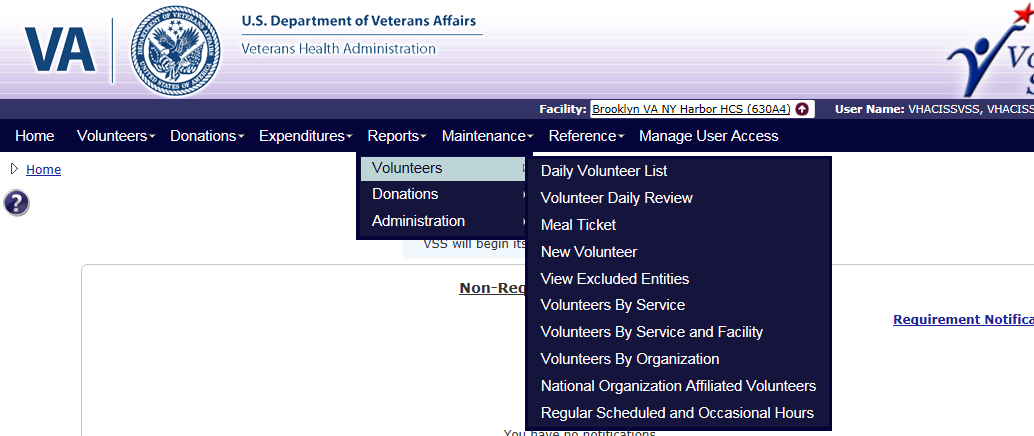 VA
U.S. Department of Veterans Affairs
Veterans Health Administration
Facility: Brooklyn VA NY Harbor HCS (630A4) User Name: VHACISSVSS, VHACISS
Home Volunteers Donations Expenditures Reports Maintenance Reference Manage User Access
Home
Volunteers
Donations
Administration
Daily Volunteer List
Volunteer Daily Review
Meal Ticket
New Volunteer
View Excluded Entities
Volunteers By Service
Volunteers By Service and Facility
Volunteers By Organization
National Organization Affiliated Volunteers
Regular Scheduled and Occasional Hours
VSS will begin its
Non-Req
Requirement Notifica
You have no notifications